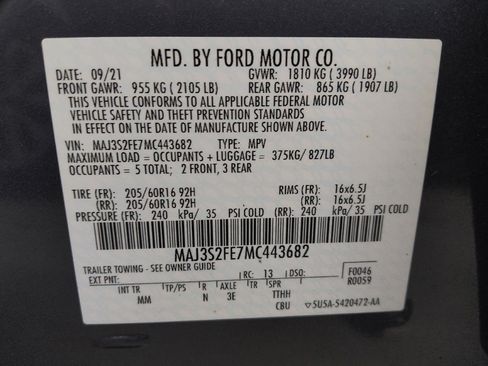 MFD. BY FORD MOTOR CO.
DATE: 09/21 GVWR: 1810 KG ( 3990 LB)
FRONT GAWR: 955 KG ( 2105 LB) REAR GAWR: 865 KG ( 1907 LB)
THIS VEHICLE CONFORMS TO ALL APPLICABLE FEDERAL MOTOR
VEHICLE SAFETY AND THEFT PREVENTION STANDARDS
IN EFFECT ON THE DATE OF MANUFACTURE SHOWN ABOVE.
VIN: MAJ3S2FE7MC443682 TYPE: MPV
MAXIMUM LOAD = OCCUPANTS + LUGGAGE = 375KG/ 827LB
OCCUPANTS = 5 TOTAL; 2 FRONT, 3 REAR
TIRE (FR): 205/60R16 92H RIMS (FR): 16x6.5J
(RR): 205/60R16 92H (RR): 16x6.5J
PRESSURE (FR): 240 kPa/ 35 PSI COLD (RR): 240 kPa/ 35 PSI COLD
MAJ3S2FE7MC443682
TRAILER TOWING - SEE OWNER GUIDE
EXT PNT: RC: 13 DSO: F0046
R0059
INT TR TP/PS R AXLE TR SPR
MM N 3E TTHH
CBU 5U5A-5420472-AA